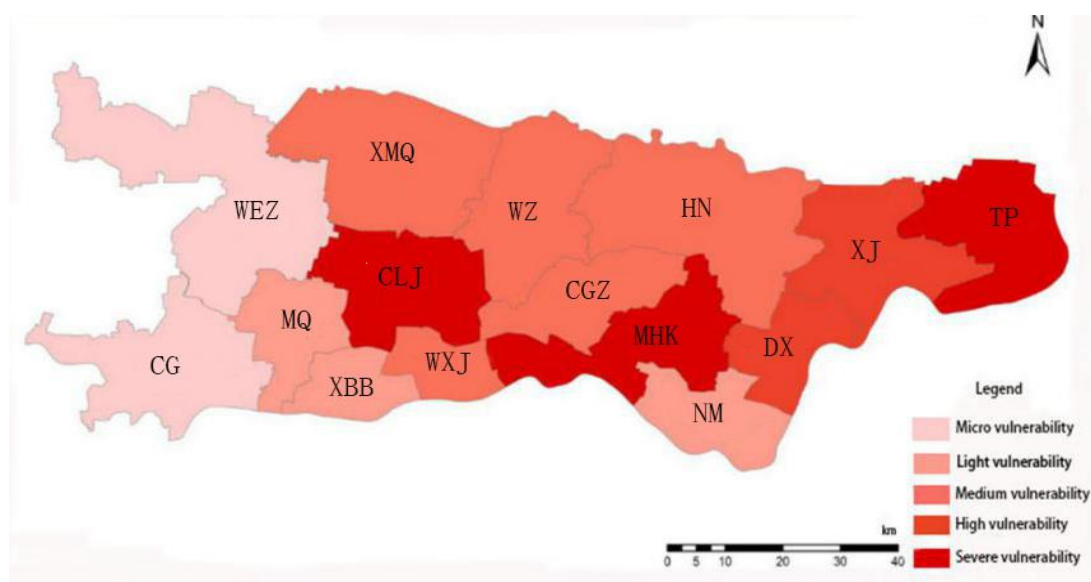 N
XMQ
WEZ
WZ
HN
TP
XJ
CLJ
CGZ
MQ
MHK
DX
CG
WXJ
XBB
NM
Legend
Micro vulnerability
Light vulnerability
Medium vulnerability
High vulnerability
Severe vulnerability
km
0 5 10 20 30 40